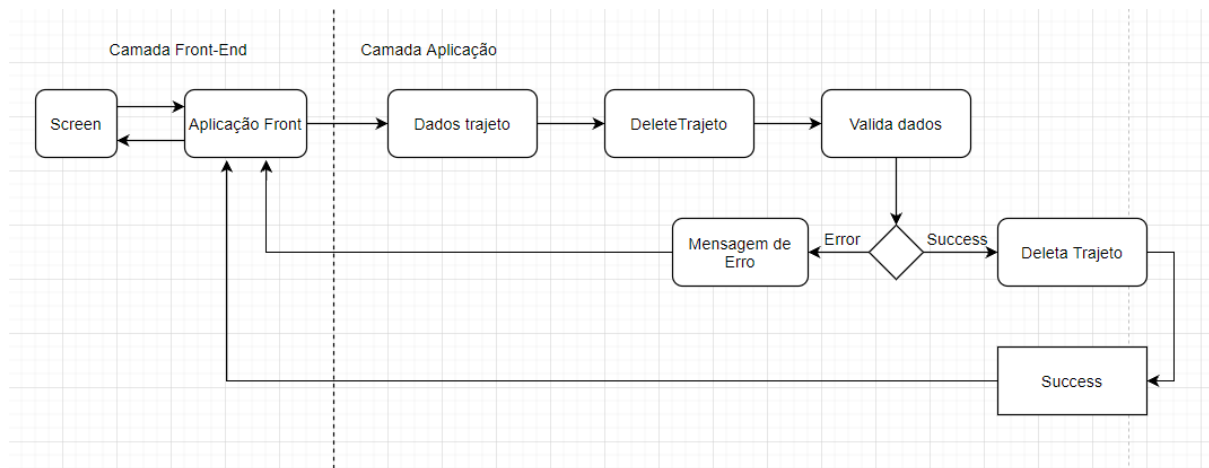 Camada Front-End
Camada Aplicação
Screen
Aplicação Front
Dados trajeto
DeleteTrajeto
Valida dados
Mensagem de
Erro
Error
Success
Deleta Trajeto
Success